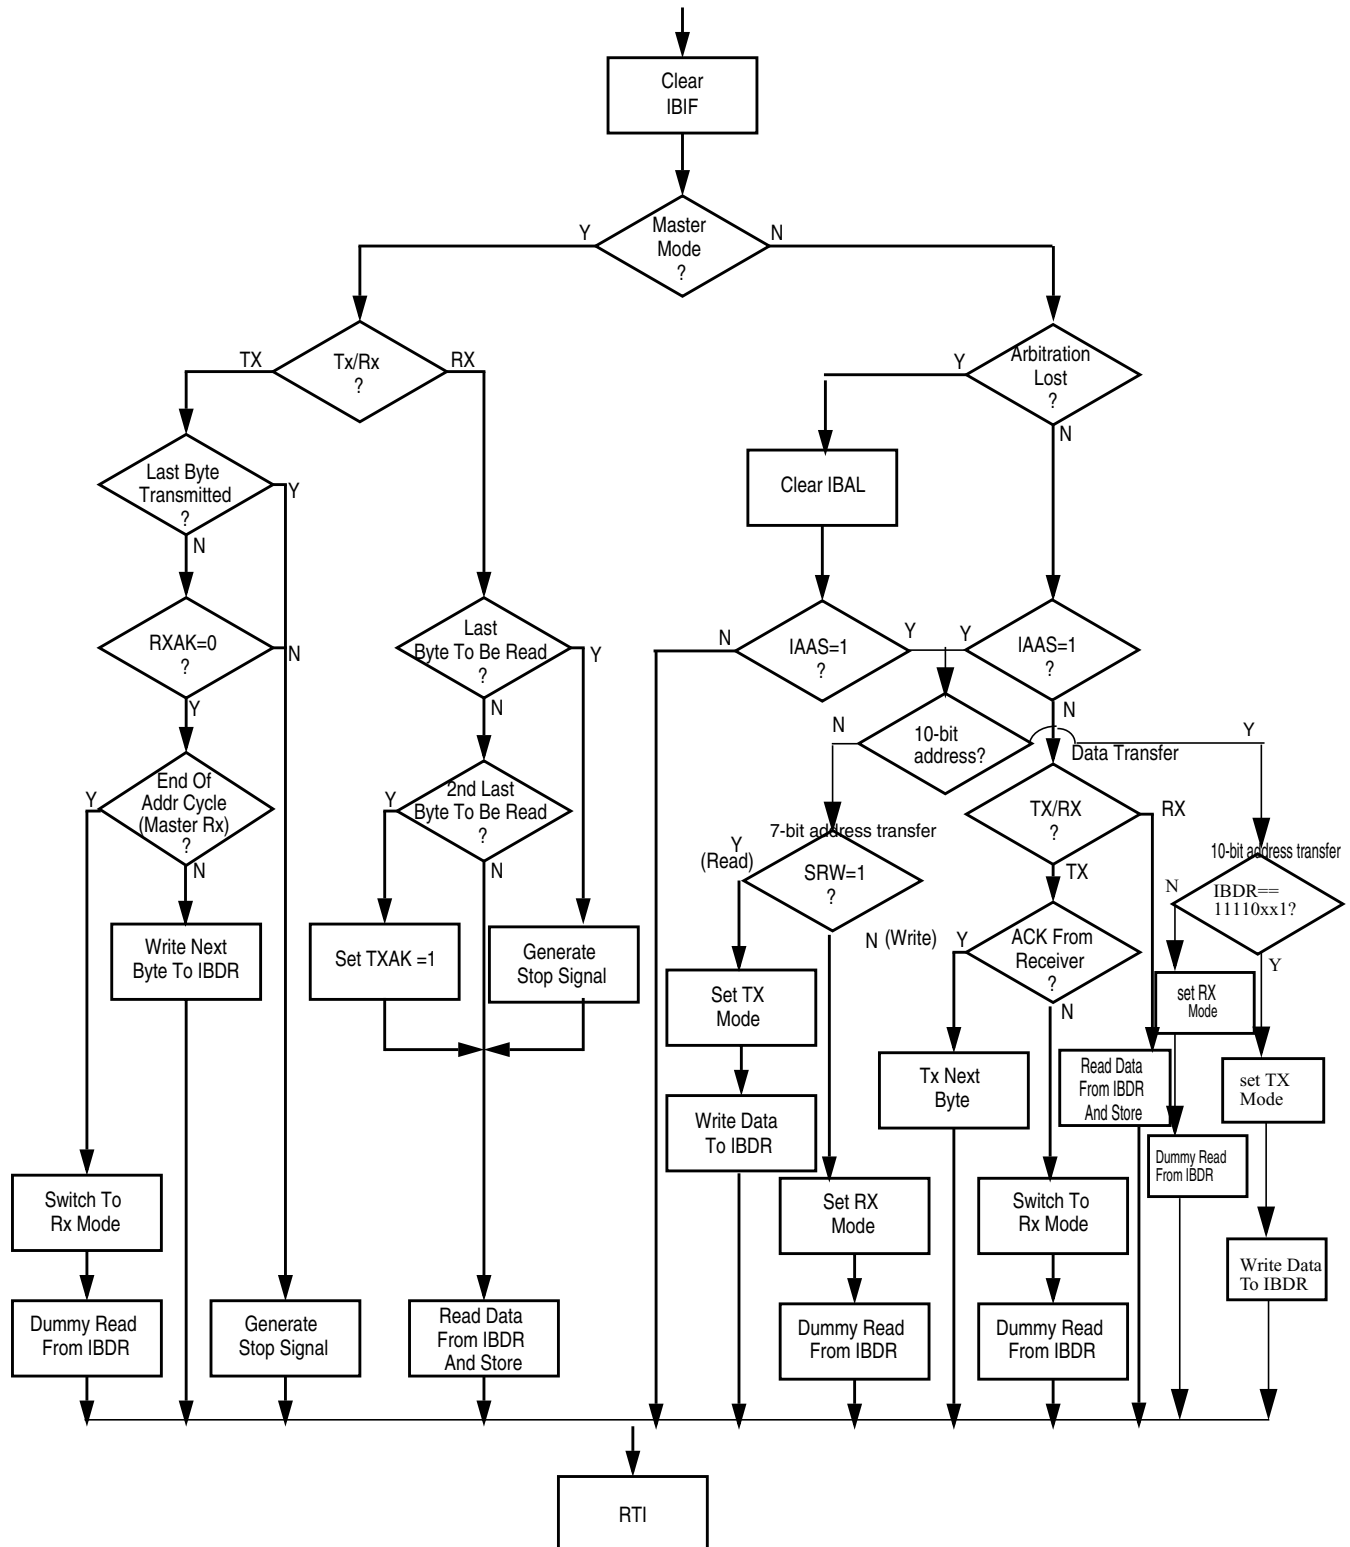 Clear
IBIF
Master
Mode
?
Y
N
Tx/Rx
?
TX
RX
Arbitration
Lost
?
Y
N
Last Byte
Transmitted
?
Y
N
Clear IBAL
RXAK=0
?
N
Y
Last
Byte To Be Read
?
Y
N
IAAS=1
?
N
Y
IAAS=1
?
Y
N
10-bit
address?
N
Y
Data Transfer
End Of
Addr Cycle
(Master Rx)
?
Y
N
2nd Last
Byte To Be Read
?
Y
N
7-bit address transfer
SRW=1
?
Y
(Read)
N (Write)
TX/RX
?
RX
TX
10-bit address transfer
IBDR==
11110xx1?
N
Y
Write Next
Byte To IBDR
Set TXAK =1
Generate
Stop Signal
Set TX
Mode
ACK From
Receiver
?
Y
N
set RX
Mode
Tx Next
Byte
Read Data
From IBDR
And Store
set TX
Mode
Write Data
To IBDR
Dummy Read
From IBDR
Switch To
Rx Mode
Set RX
Mode
Switch To
Rx Mode
Write Data
To IBDR
Dummy Read
From IBDR
Generate
Stop Signal
Read Data
From IBDR
And Store
Dummy Read
From IBDR
Dummy Read
From IBDR
RTI